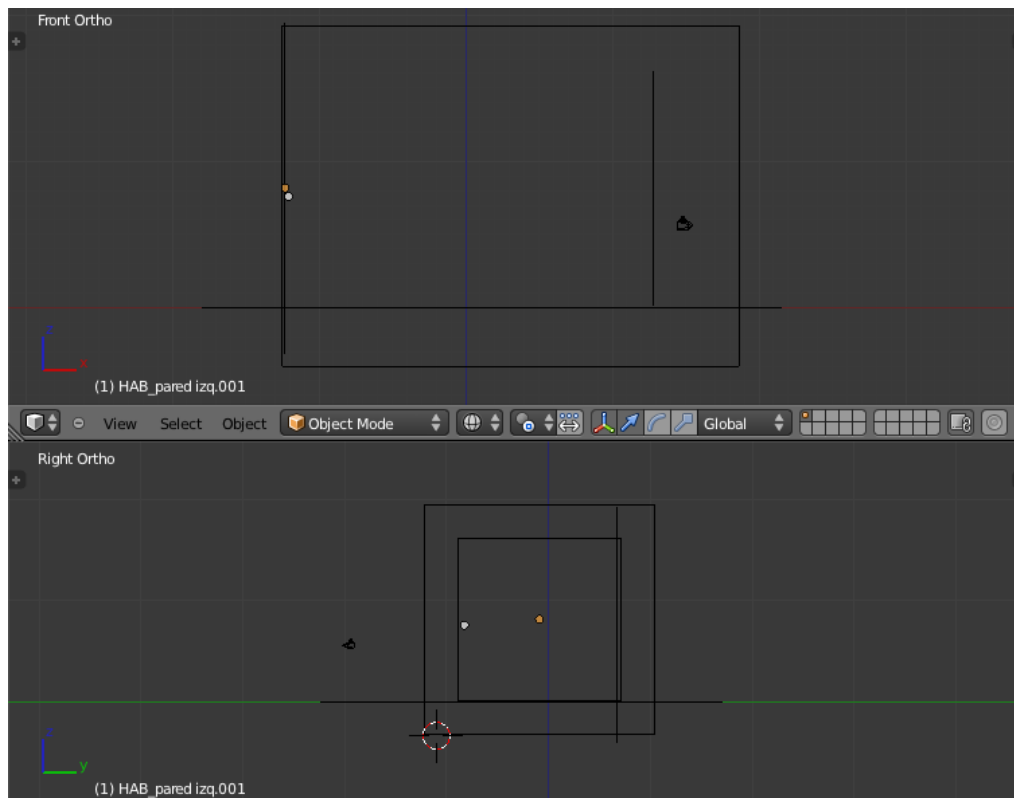 Front Ortho
z
x
(1) HAB_pared izq.001
View Select Object Object Mode Global
Right Ortho
z
y
(1) HAB_pared izq.001